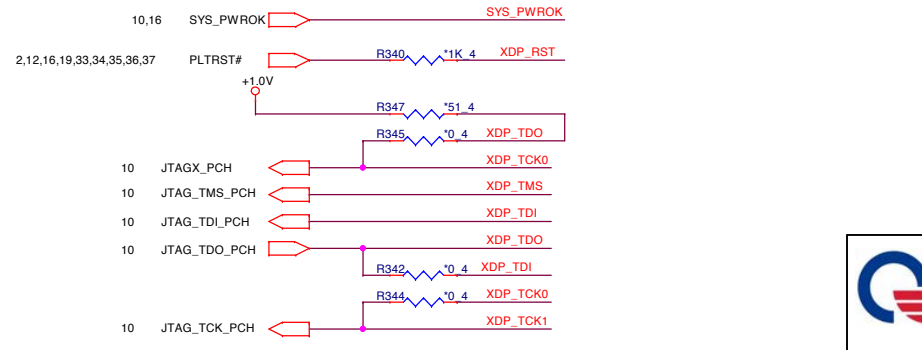 10,16 SYS_PWROK SYS_PWROK
2,12,16,19,33,34,35,36,37 PLTRST# R340 *1K_4 XDP_RST
+1.0V
R347 *51_4
R345 *0_4 XDP_TDO
10 JTAGX_PCH XDP_TCK0
10 JTAG_TMS_PCH XDP_TMS
10 JTAG_TDI_PCH XDP_TDI
10 JTAG_TDO_PCH XDP_TDO
R342 *0_4 XDP_TDI
R344 *0_4 XDP_TCK0
10 JTAG_TCK_PCH XDP_TCK1